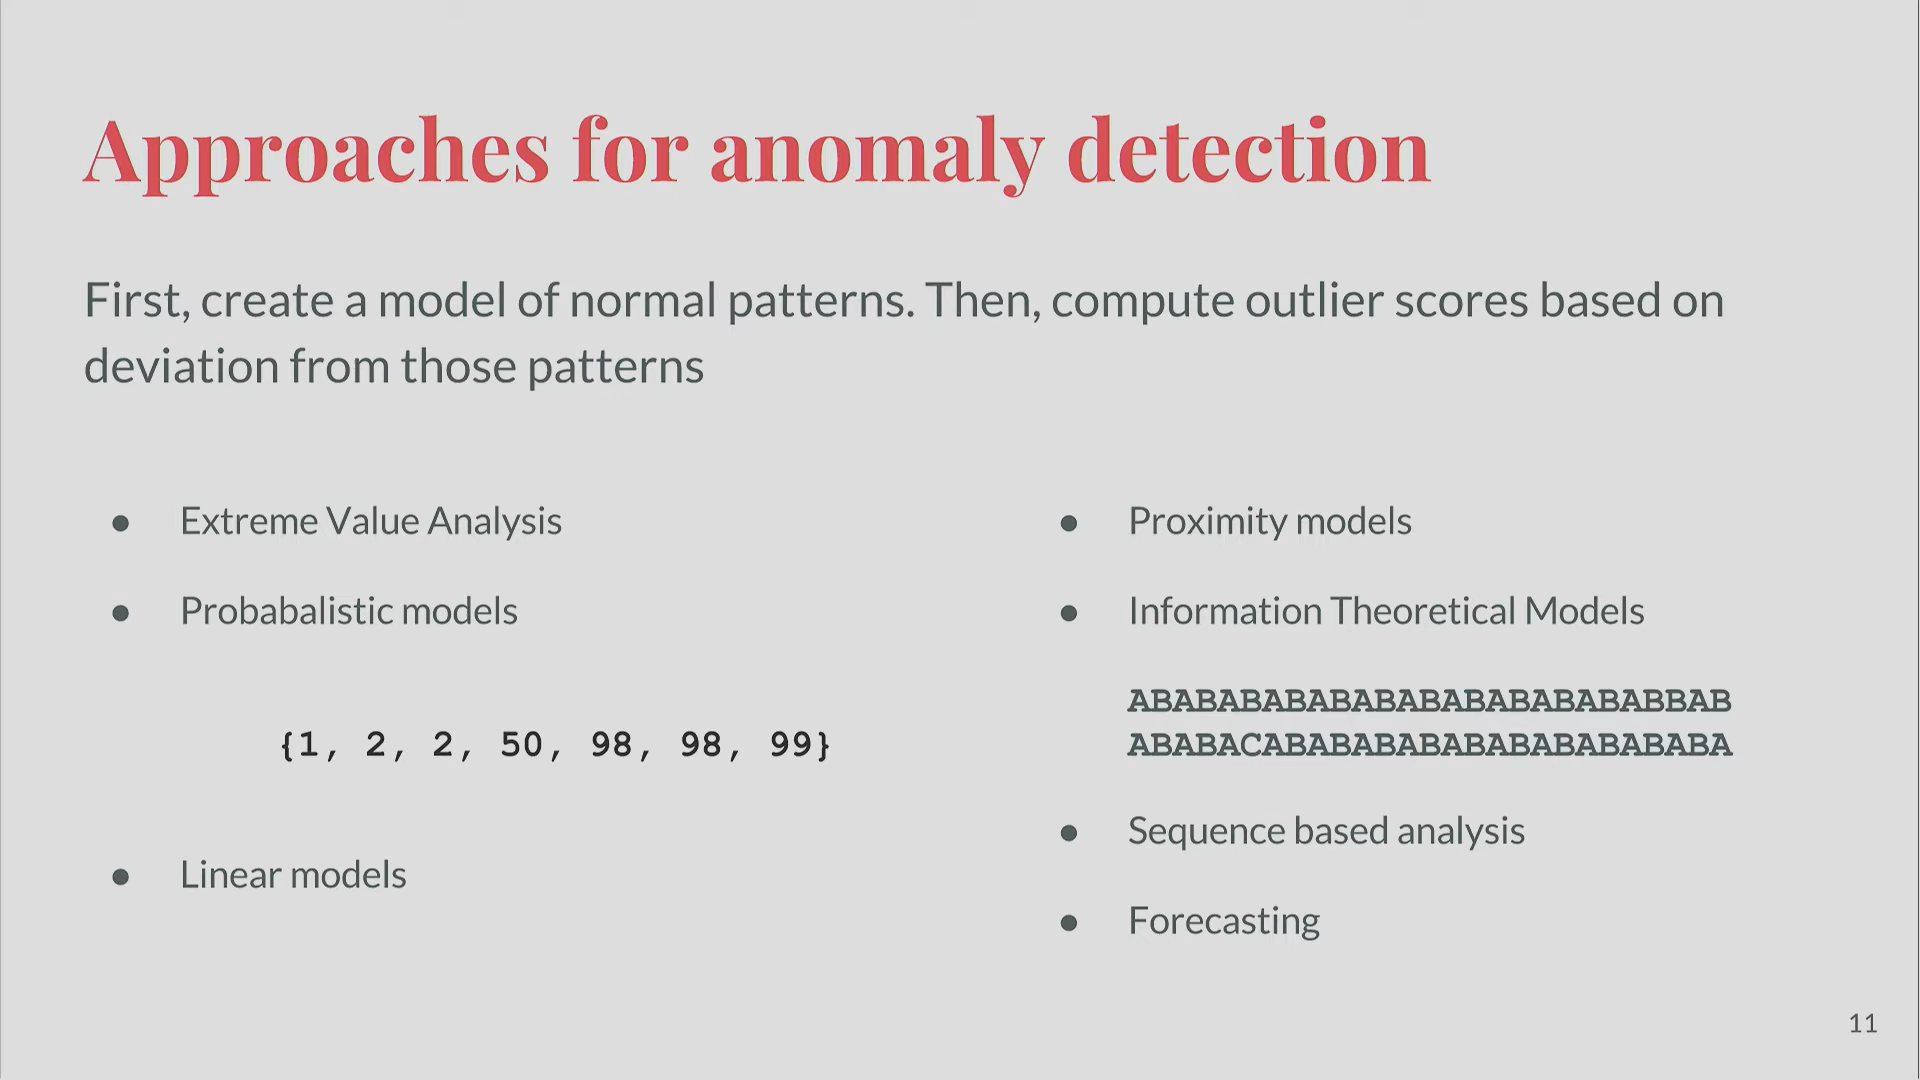 Approaches for anomaly detection
First, create a model of normal patterns. Then, compute outlier scores based on
deviation from those patterns
● Extreme Value Analysis
● Probabalistic models
{1, 2, 2, 50, 98, 98, 99}
● Linear models
● Proximity models
● Information Theoretical Models
ABABABABABABABABABABABABBAB
ABABACABABABABABABABABABABA
● Sequence based analysis
● Forecasting
11